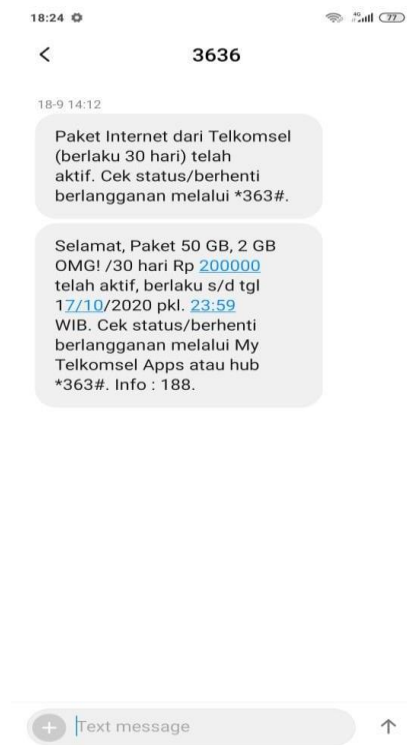 18:24
4G
77
3636
18-9 14:12
Paket Internet dari Telkomsel
(berlaku 30 hari) telah
aktif. Cek status/berhenti
berlangganan melalui *363#.
Selamat, Paket 50 GB, 2 GB
OMG! /30 hari Rp 200000
telah aktif, berlaku s/d tgl
17/10/2020 pkl. 23:59
WIB. Cek status/berhenti
berlangganan melalui My
Telkomsel Apps atau hub
*363#. Info : 188.
Text message